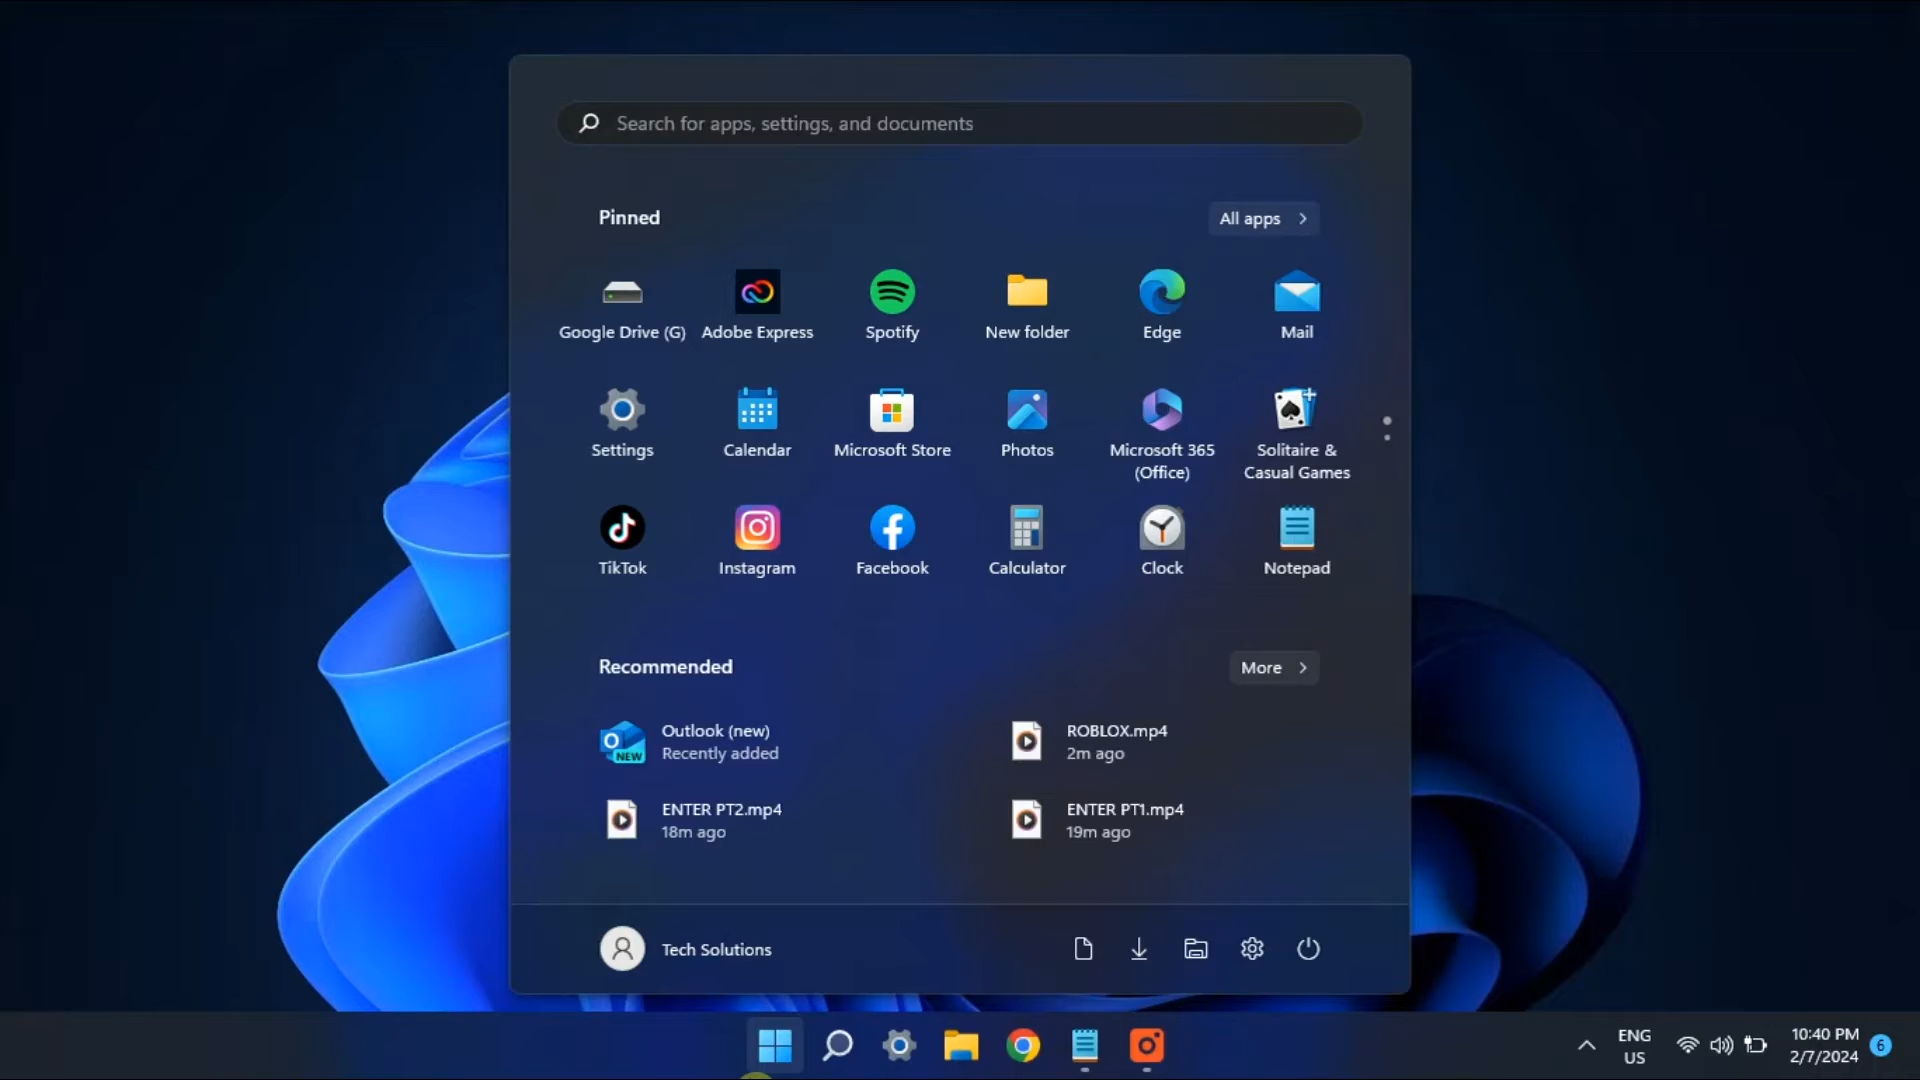 Search for apps, settings, and documents
Pinned
All apps
Google Drive (G)
Adobe Express
Spotify
New folder
Edge
Mail
Settings
Calendar
Microsoft Store
Photos
Microsoft 365
(Office)
Solitaire &
Casual Games
TikTok
Instagram
Facebook
Calculator
Clock
Notepad
Recommended
More
NEW
Outlook (new)
Recently added
ROBLOX.mp4
2m ago
ENTER PT2.mp4
18m ago
ENTER PT1.mp4
19m ago
Tech Solutions
ENG
US
10:40 PM
2/7/2024
6